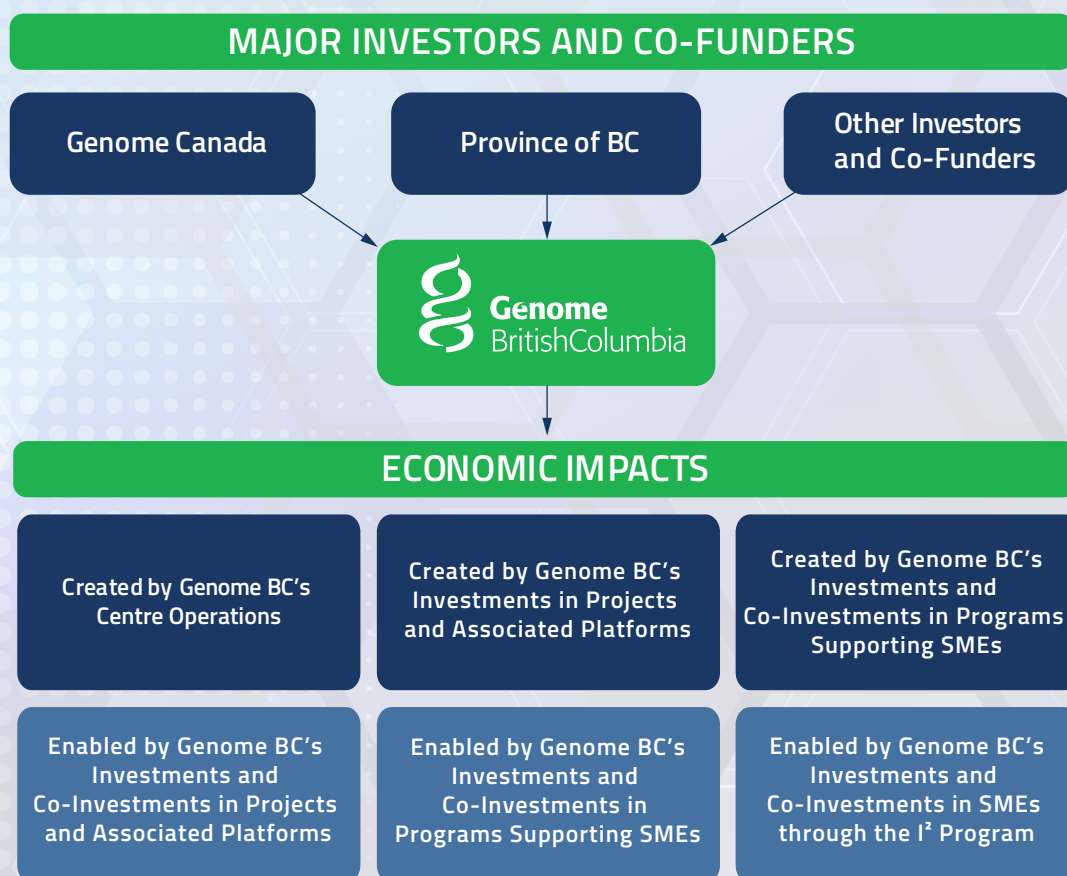 MAJOR INVESTORS AND CO-FUNDERS
Genome Canada
Province of BC
Other Investors
and Co-Funders
Genome
BritishColumbia
ECONOMIC IMPACTS
Created by Genome BC's
Centre Operations
Created by Genome BC's
Investments in Projects
and Associated Platforms
Created by Genome BC's
Investments and
Co-Investments in Programs
Supporting SMEs
Enabled by Genome BC's
Investments and
Co-Investments in Projects
and Associated Platforms
Enabled by Genome BC's
Investments and
Co-Investments in
Programs Supporting SMEs
Enabled by Genome BC's
Investments and
Co-Investments in SMEs
through the I² Program